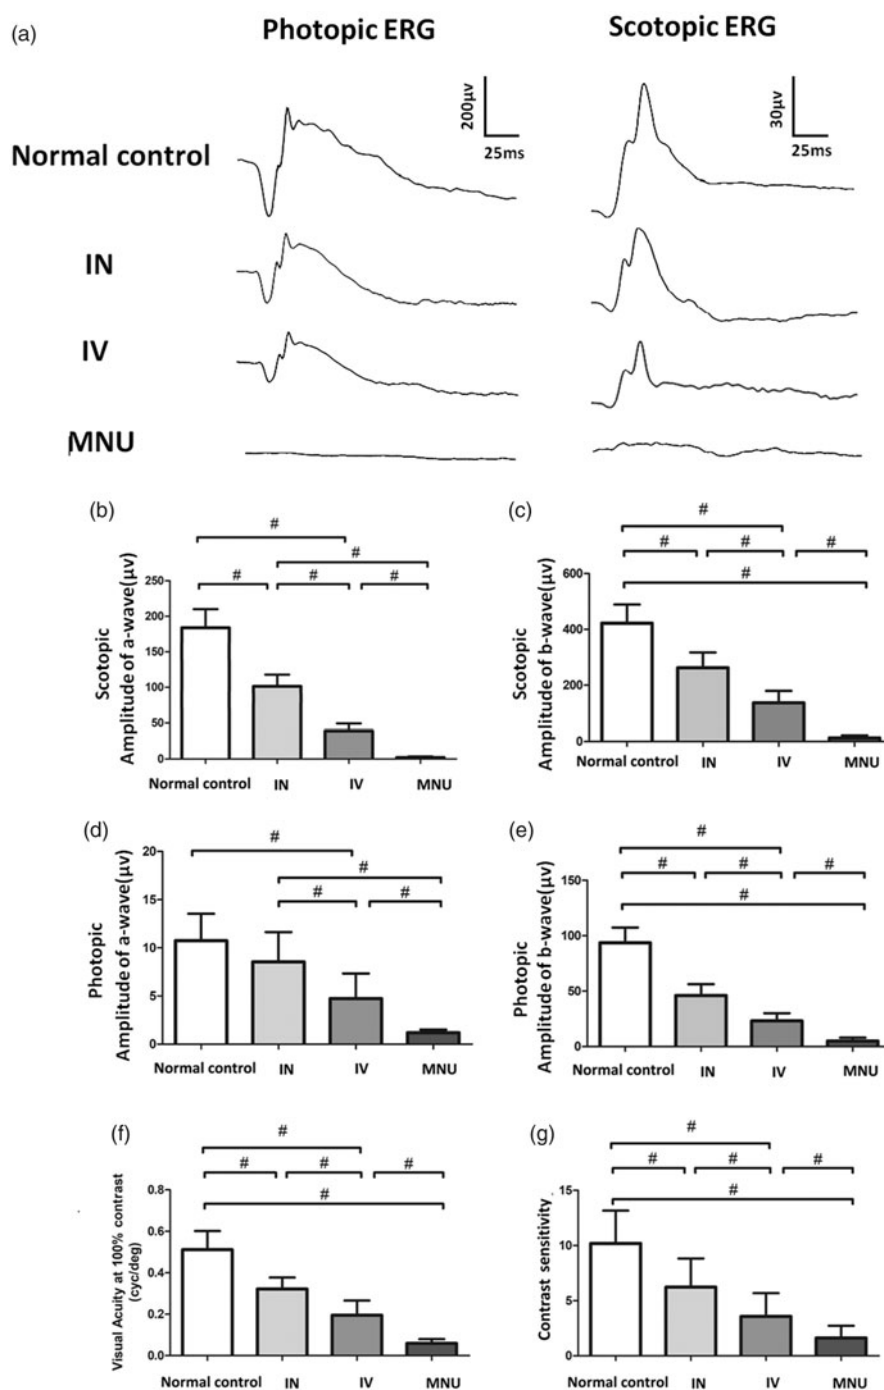 (a)
Photopic ERG
Scotopic ERG
200μv
25ms
30μv
25ms
Normal control
IN
IV
MNU
(b)
#
#
# # #
250
200
150
100
50
0
Scotopic
Amplitude of a-wave(μv)
Normal control IN IV MNU
(c)
#
# # #
#
600
400
200
0
Scotopic
Amplitude of b-wave(μv)
Normal control IN IV MNU
(d)
#
#
# #
20
15
10
5
0
Photopic
Amplitude of a-wave(μv)
Normal control IN IV MNU
(e)
#
# # #
#
150
100
50
0
Photopic
Amplitude of b-wave(μv)
Normal control IN IV MNU
(f)
#
# # #
#
0.8
0.6
0.4
0.2
0.0
Visual Acuity at 100% contrast
(cyc/deg)
Normal control IN IV MNU
(g)
#
# # #
#
15
10
5
0
Contrast sensitivity
Normal control IN IV MNU